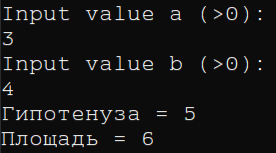 Input value a (>0):
3
Input value b (>0):
4
Гипотенуза = 5
Площадь = 6